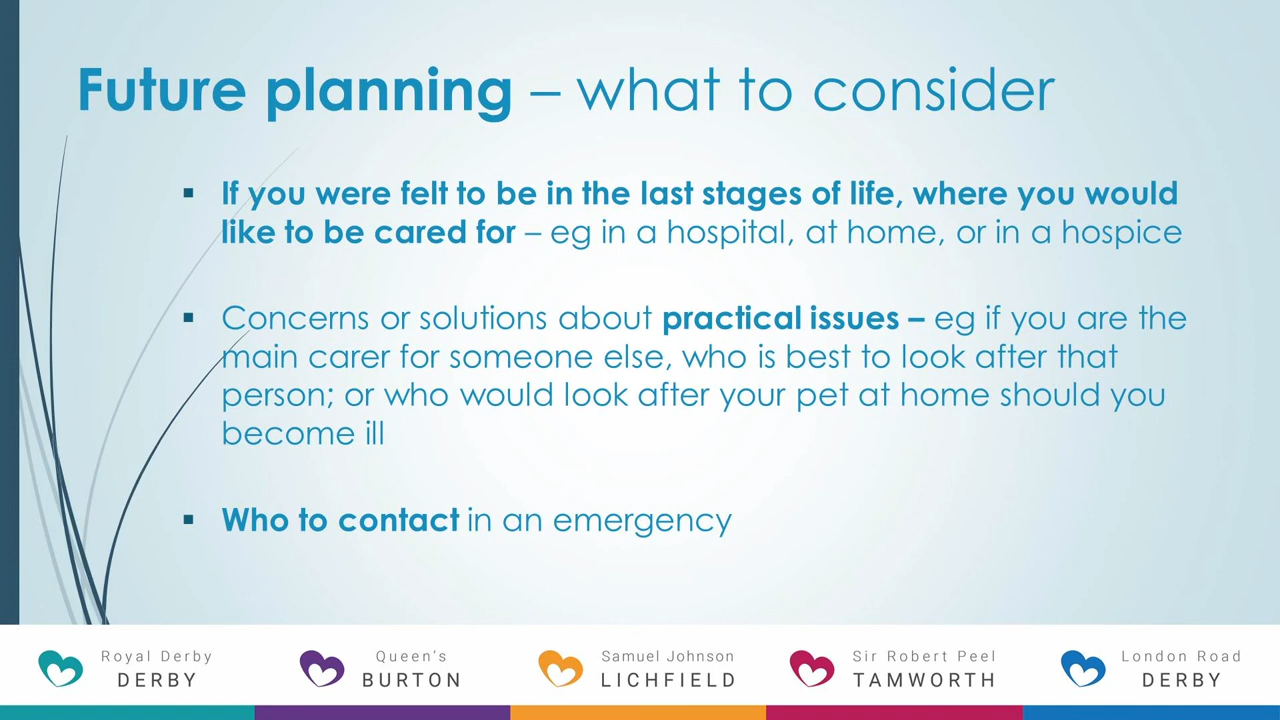 Future planning – what to consider
▪ If you were felt to be in the last stages of life, where you would
like to be cared for – eg in a hospital, at home, or in a hospice
▪ Concerns or solutions about practical issues – eg if you are the
main carer for someone else, who is best to look after that
person; or who would look after your pet at home should you
become ill
▪ Who to contact in an emergency
Royal Derby
DERBY
Queen's
BURTON
Samuel Johnson
LICHFIELD
Sir Robert Peel
TAMWORTH
London Road
DERBY